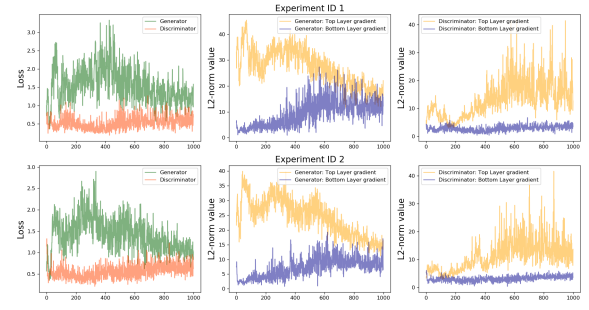 Experiment ID 1
Loss
3.0
2.5
2.0
1.5
1.0
0.5
0 200 400 600 800 1000
Generator
Discriminator
L2-norm value
40
30
20
10
0
0 200 400 600 800 1000
Generator: Top Layer gradient
Generator: Bottom Layer gradient
L2-norm value
40
30
20
10
0
0 200 400 600 800 1000
Discriminator: Top Layer gradient
Discriminator: Bottom Layer gradient
Experiment ID 2
Loss
3.0
2.5
2.0
1.5
1.0
0.5
0 200 400 600 800 1000
Generator
Discriminator
L2-norm value
40
35
30
25
20
15
10
5
0
0 200 400 600 800 1000
Generator: Top Layer gradient
Generator: Bottom Layer gradient
L2-norm value
40
30
20
10
0
0 200 400 600 800 1000
Discriminator: Top Layer gradient
Discriminator: Bottom Layer gradient